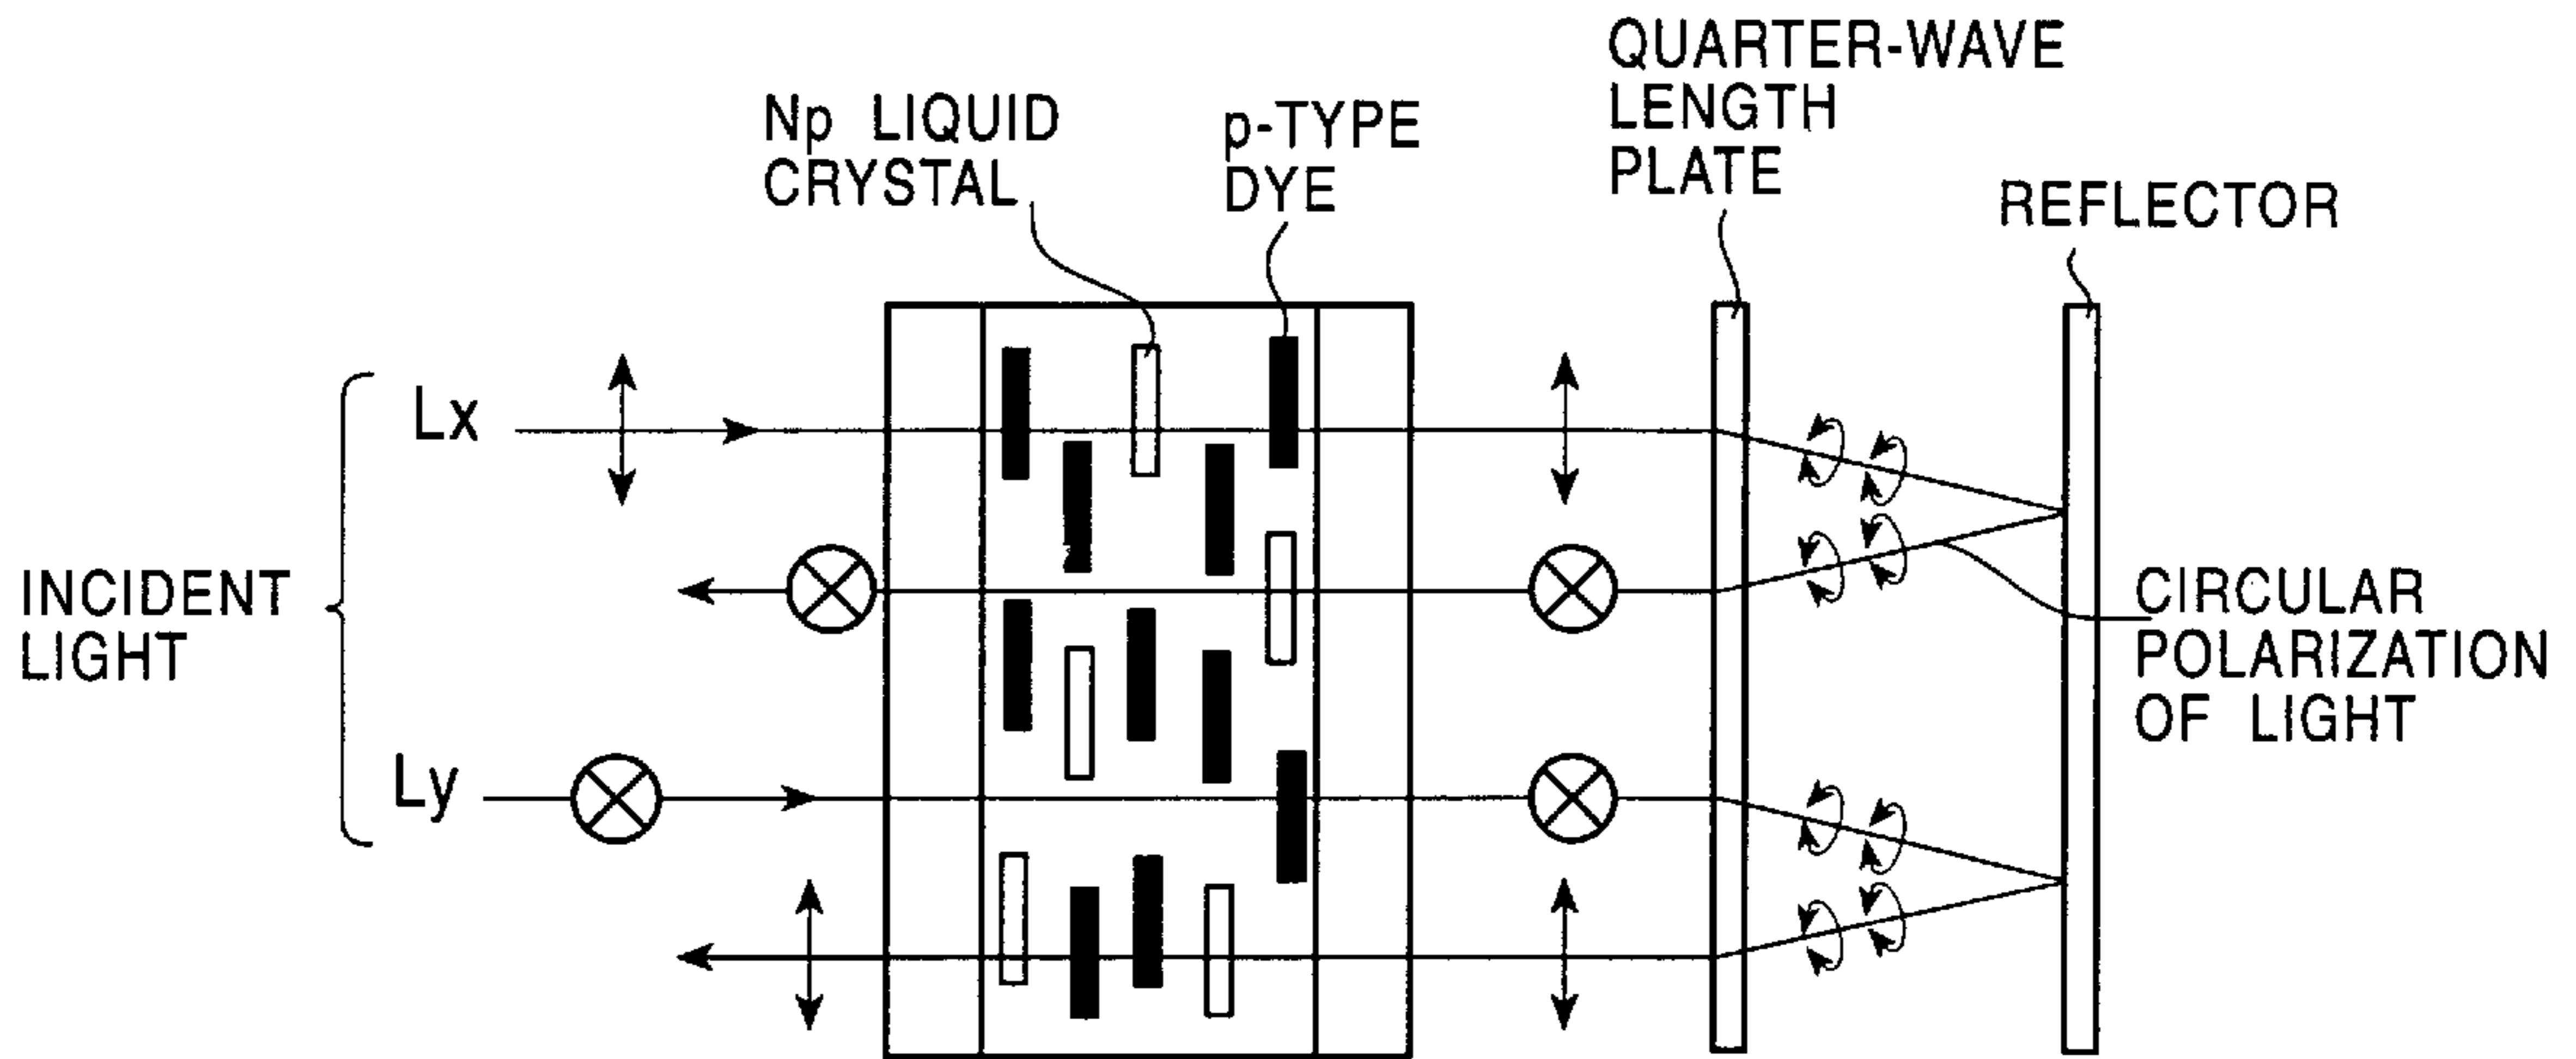 QUARTER-WAVE
LENGTH
PLATE
Np LIQUID
CRYSTAL
p-TYPE
DYE
REFLECTOR
Lx
INCIDENT
LIGHT
CIRCULAR
POLARIZATION
OF LIGHT
Ly